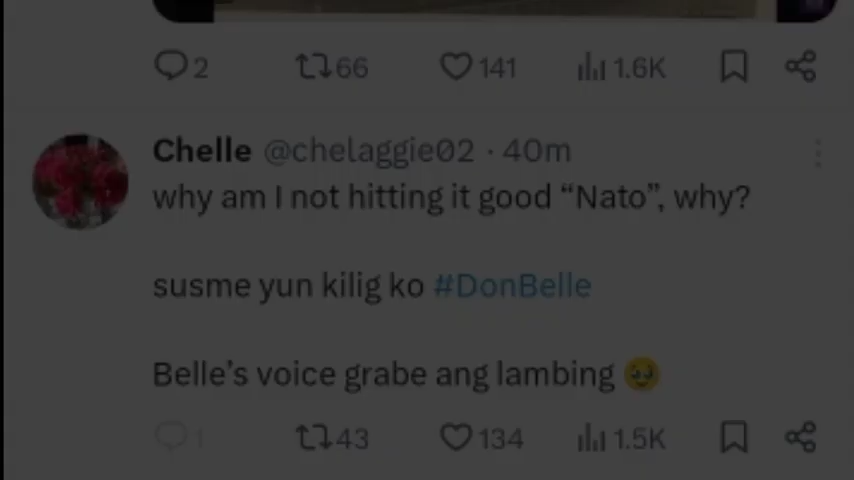 2 66 141 1.6K
Chelle @chelaggie02 · 40m
why am I not hitting it good “Nato”, why?
susme yun kilig ko #DonBelle
Belle’s voice grabe ang lambing 🥹
1 43 134 1.5K